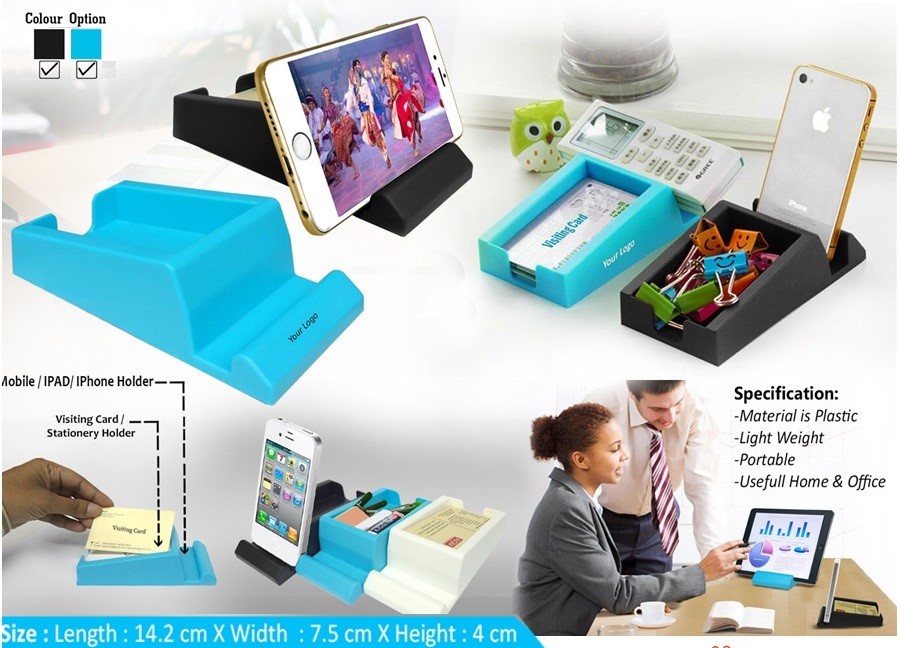 Colour Option
Your Logo
Visiting Card
Your Logo
GREE
iPhone
Mobile / IPAD/ IPhone Holder
Visiting Card /
Stationery Holder
Visiting Card
Specification:
-Material is Plastic
-Light Weight
-Portable
-Usefull Home & Office
Size : Length : 14.2 cm X Width : 7.5 cm X Height : 4 cm